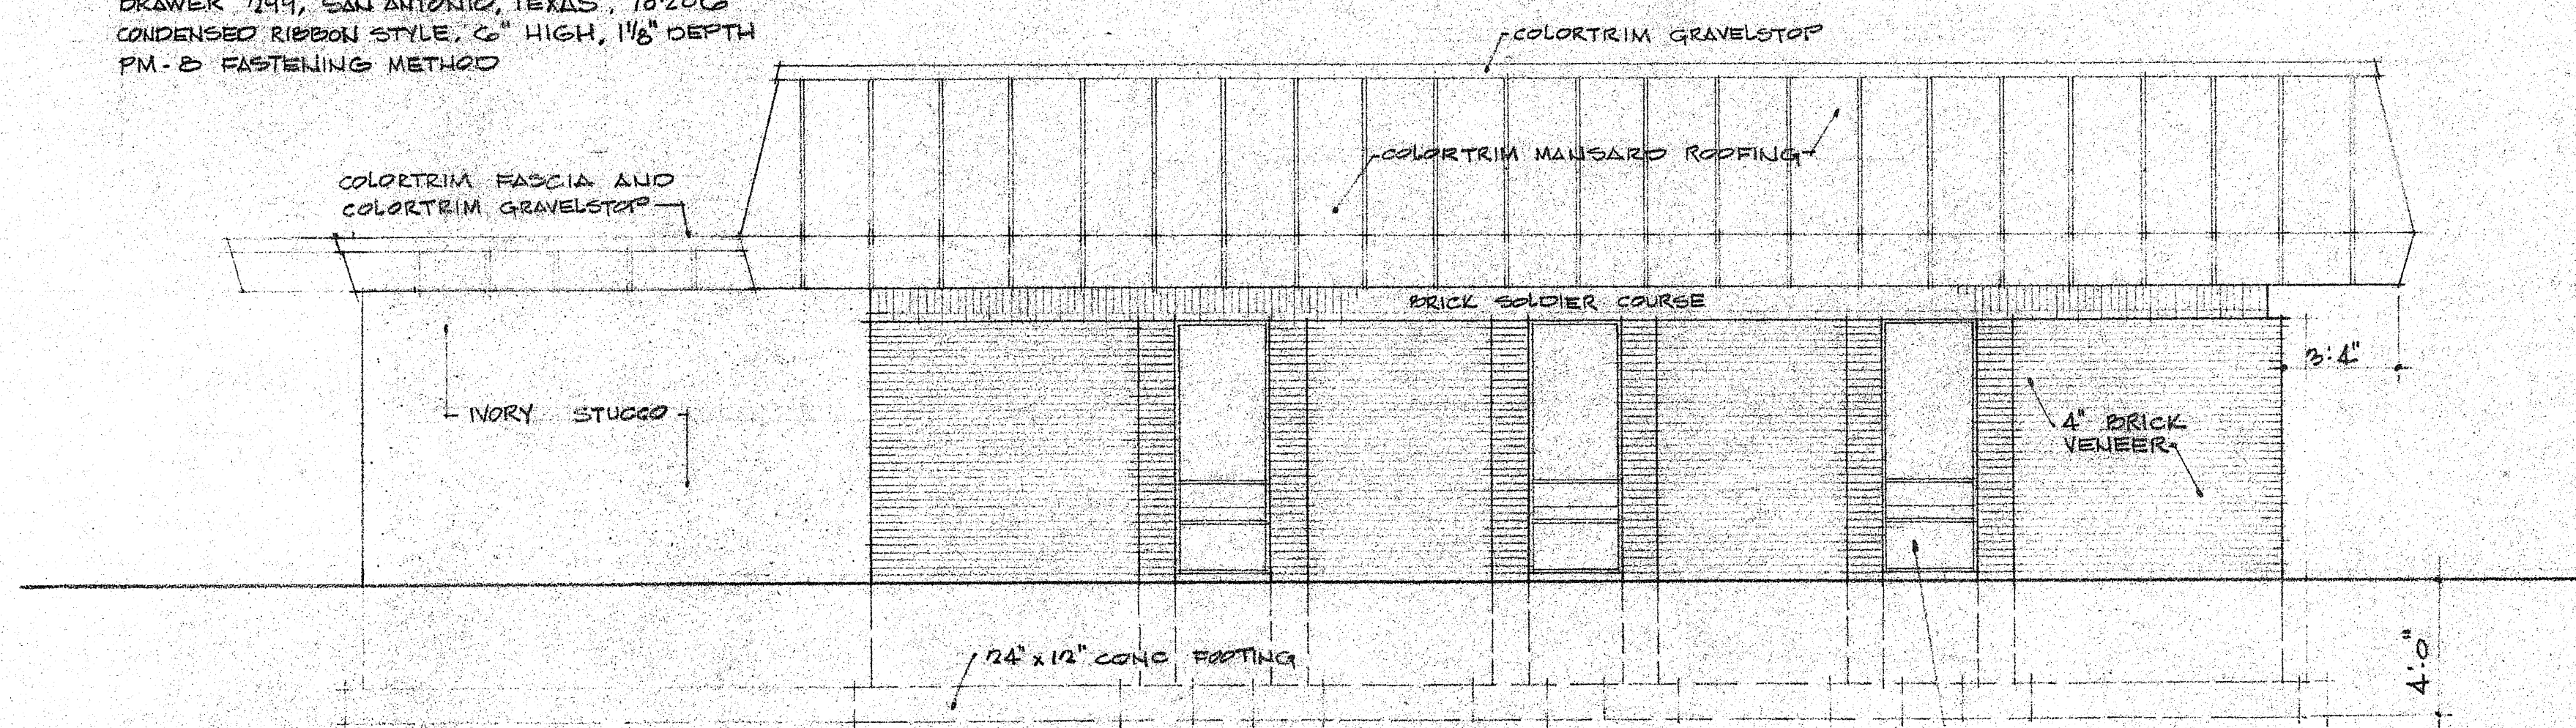 DRAWER 1299, SAN ANTONIO, TEXAS, 78206
CONDENSED RIBBON STYLE, 6" HIGH, 1 1/8" DEPTH
PM-8 FASTENING METHOD
COLORTRIM GRAVELSTOP
COLORTRIM MANSARD ROOFING
COLORTRIM FASCIA AND
COLORTRIM GRAVELSTOP
BRICK SOLDIER COURSE
3'-4"
IVORY STUCCO
4" BRICK
VENEER
24" x 12" CONC FOOTING
4'-0"